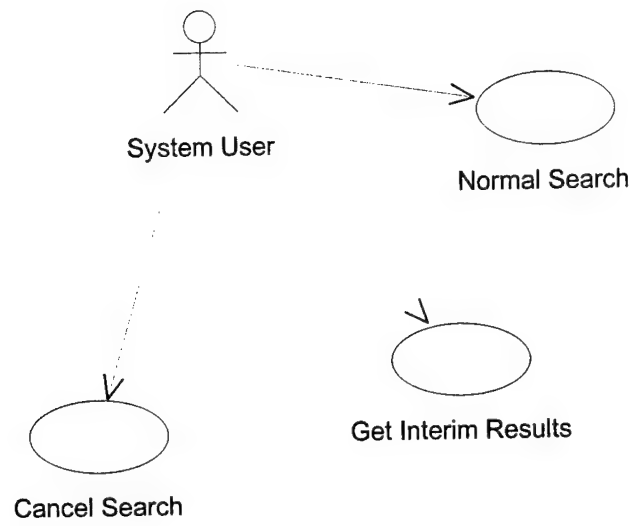 System User
Normal Search
Get Interim Results
Cancel Search